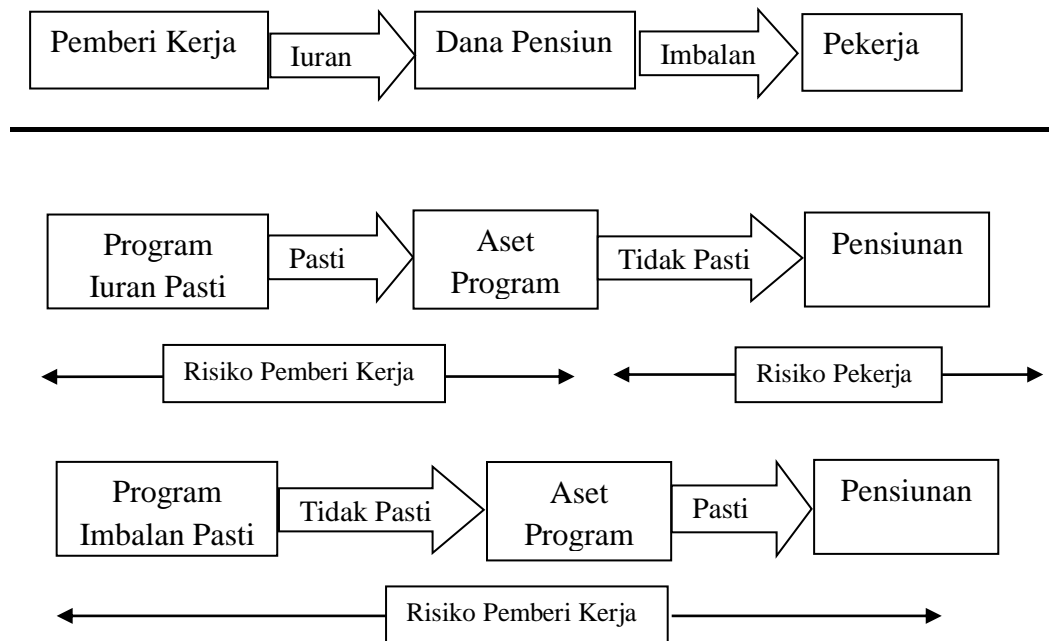 Pemberi Kerja
Iuran
Dana Pensiun
Imbalan
Pekerja
Program
Iuran Pasti
Pasti
Aset
Program
Tidak Pasti
Pensiunan
Risiko Pemberi Kerja
Risiko Pekerja
Program
Imbalan Pasti
Tidak Pasti
Aset
Program
Pasti
Pensiunan
Risiko Pemberi Kerja